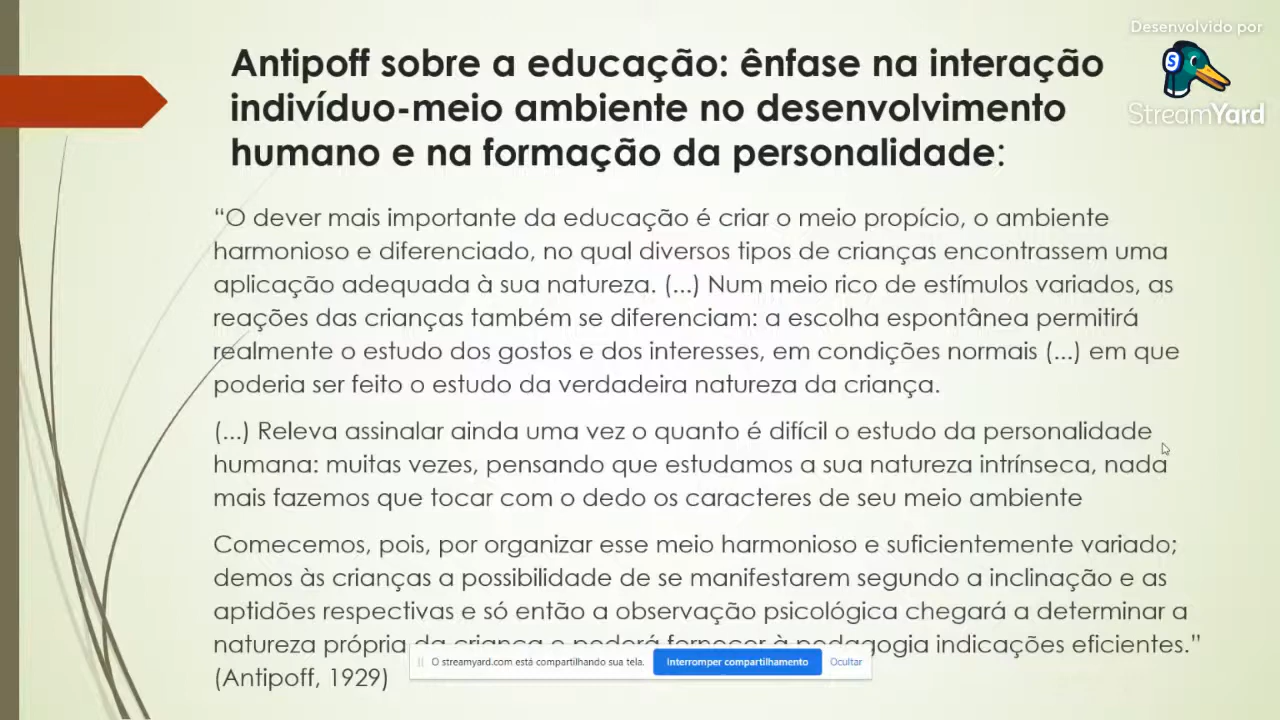 Desenvolvido por
S
StreamYard
Antipoff sobre a educação: ênfase na interação
indivíduo-meio ambiente no desenvolvimento
humano e na formação da personalidade:
“O dever mais importante da educação é criar o meio propício, o ambiente
harmonioso e diferenciado, no qual diversos tipos de crianças encontrassem uma
aplicação adequada à sua natureza. (...) Num meio rico de estímulos variados, as
reações das crianças também se diferenciam: a escolha espontânea permitirá
realmente o estudo dos gostos e dos interesses, em condições normais (...) em que
poderia ser feito o estudo da verdadeira natureza da criança.
(...) Releva assinalar ainda uma vez o quanto é difícil o estudo da personalidade
humana: muitas vezes, pensando que estudamos a sua natureza intrínseca, nada
mais fazemos que tocar com o dedo os caracteres de seu meio ambiente
Comecemos, pois, por organizar esse meio harmonioso e suficientemente variado;
demos às crianças a possibilidade de se manifestarem segundo a inclinação e as
aptidões respectivas e só então a observação psicológica chegará a determinar a
natureza própria da criança e poderá fornecer à pedagogia indicações eficientes.”
(Antipoff, 1929)
O streamyard.com está compartilhando sua tela.
Interromper compartilhamento
Ocultar